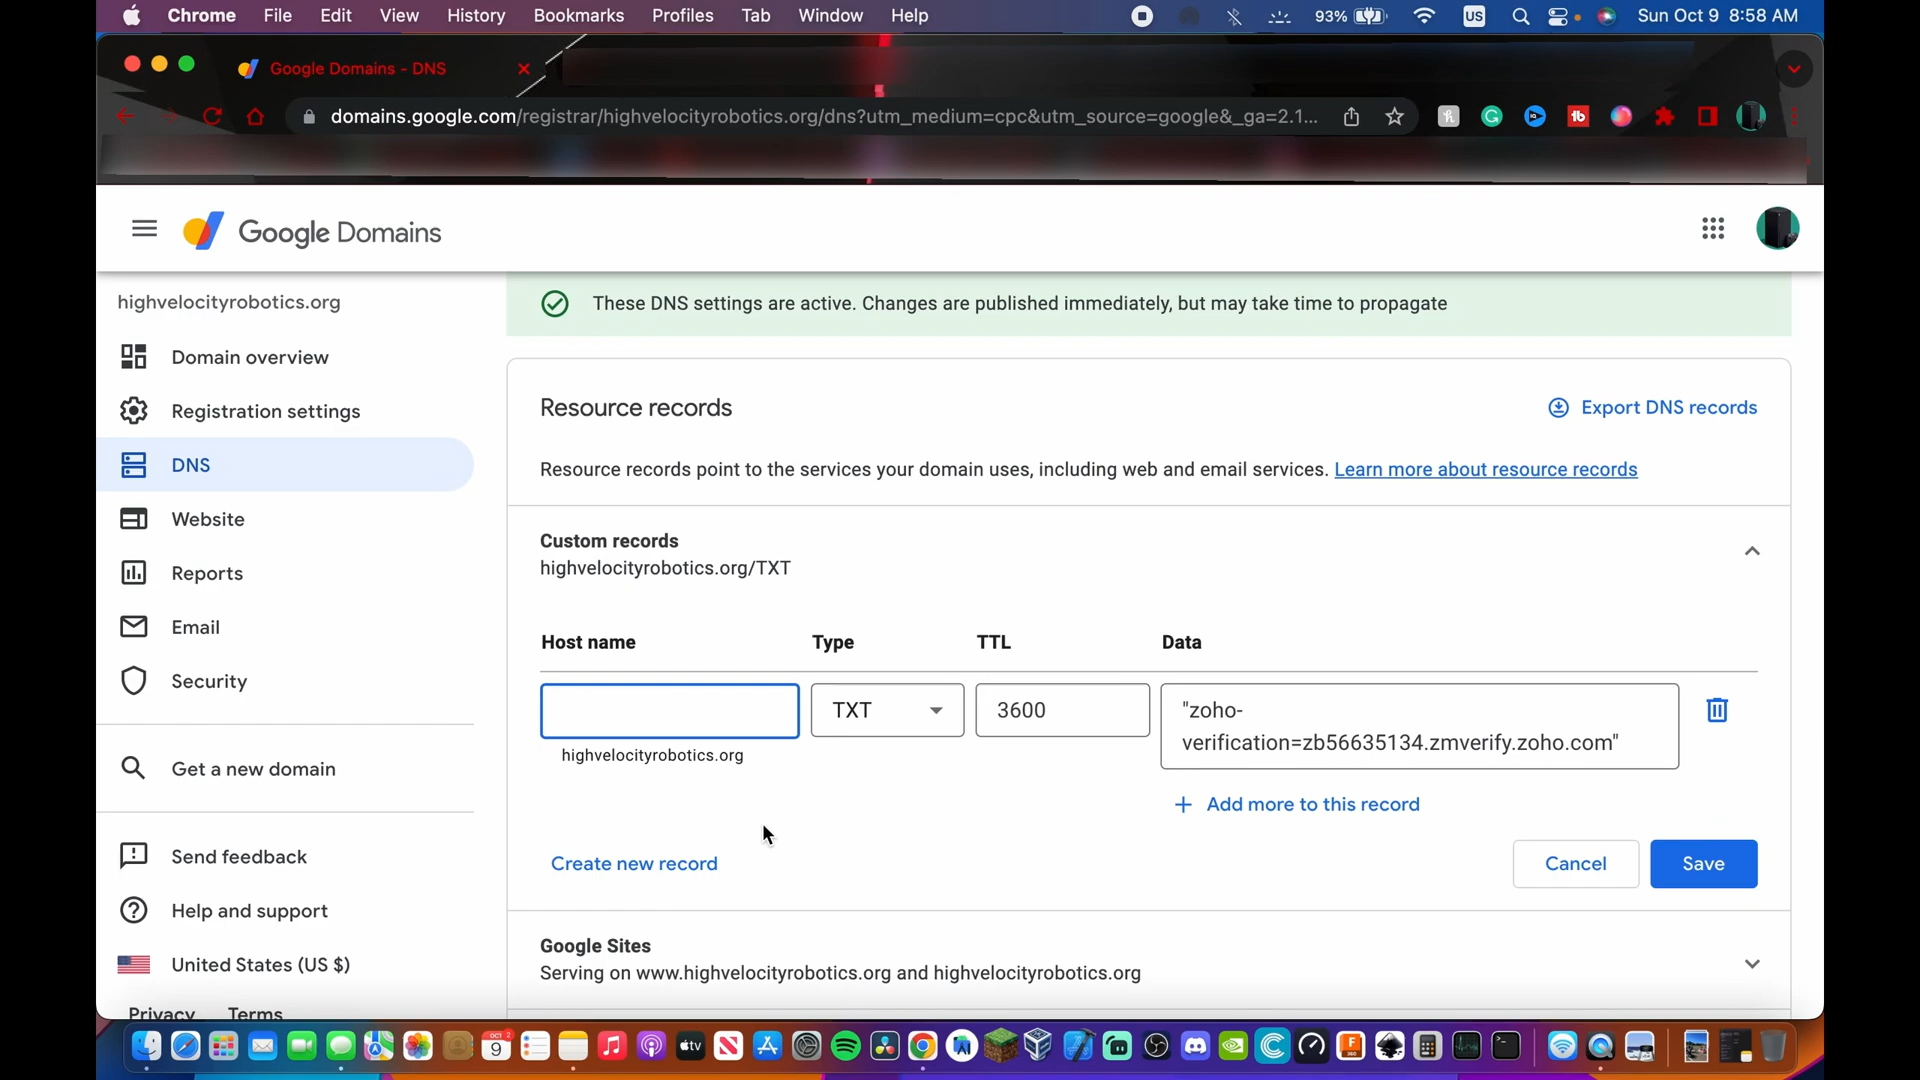 Chrome File Edit View History Bookmarks Profiles Tab Window Help 93% US Sun Oct 9 8:58 AM
Google Domains - DNS
domains.google.com/registrar/highvelocityrobotics.org/dns?utm_medium=cpc&utm_source=google&_ga=2.1...
Google Domains
highvelocityrobotics.org
Domain overview
Registration settings
DNS
Website
Reports
Email
Security
Get a new domain
Send feedback
Help and support
United States (US $)
Privacy Terms
These DNS settings are active. Changes are published immediately, but may take time to propagate
Resource records
Export DNS records
Resource records point to the services your domain uses, including web and email services. Learn more about resource records
Custom records
highvelocityrobotics.org/TXT
Host name Type TTL Data
TXT 3600 "zoho-
verification=zb56635134.zmverify.zoho.com"
highvelocityrobotics.org
+ Add more to this record
Create new record
Cancel Save
Google Sites
Serving on www.highvelocityrobotics.org and highvelocityrobotics.org
OCT
9
tv